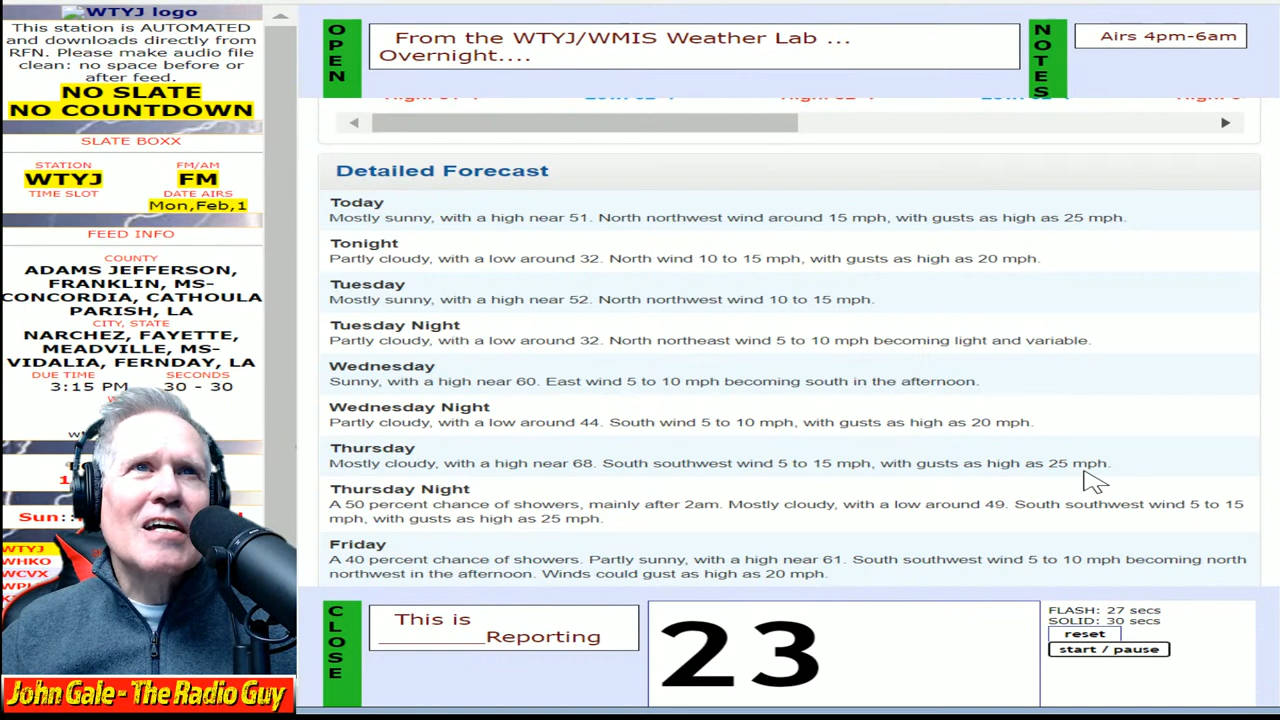 WTYJ logo
This station is AUTOMATED
and downloads directly from
RFN. Please make audio file
clean: no space before or
after feed.
NO SLATE
NO COUNTDOWN
SLATE BOXX
STATION
WTYJ
TIME SLOT
FM/AM
FM
DATE AIRS
Mon,Feb,1
FEED INFO
COUNTY
ADAMS JEFFERSON,
FRANKLIN, MS-
CONCORDIA, CATHOULA
PARISH, LA
CITY, STATE
NARCHEZ, FAYETTE,
MEADVILLE, MS-
VIDALIA, FERNDAY, LA
DUE TIME
3:15 PM
SECONDS
30 - 30
Sun::
WTYJ
WHKO
WCVX
John Gale - The Radio Guy
OPEN
From the WTYJ/WMIS Weather Lab ...
Overnight....
NOTES
Airs 4pm-6am
Detailed Forecast
Today
Mostly sunny, with a high near 51. North northwest wind around 15 mph, with gusts as high as 25 mph.
Tonight
Partly cloudy, with a low around 32. North wind 10 to 15 mph, with gusts as high as 20 mph.
Tuesday
Mostly sunny, with a high near 52. North northwest wind 10 to 15 mph.
Tuesday Night
Partly cloudy, with a low around 32. North northeast wind 5 to 10 mph becoming light and variable.
Wednesday
Sunny, with a high near 60. East wind 5 to 10 mph becoming south in the afternoon.
Wednesday Night
Partly cloudy, with a low around 44. South wind 5 to 10 mph, with gusts as high as 20 mph.
Thursday
Mostly cloudy, with a high near 68. South southwest wind 5 to 15 mph, with gusts as high as 25 mph.
Thursday Night
A 50 percent chance of showers, mainly after 2am. Mostly cloudy, with a low around 49. South southwest wind 5 to 15
mph, with gusts as high as 25 mph.
Friday
A 40 percent chance of showers. Partly sunny, with a high near 61. South southwest wind 5 to 10 mph becoming north
northwest in the afternoon. Winds could gust as high as 20 mph.
CLOSE
This is
________Reporting
23
FLASH: 27 secs
SOLID: 30 secs
reset
start / pause